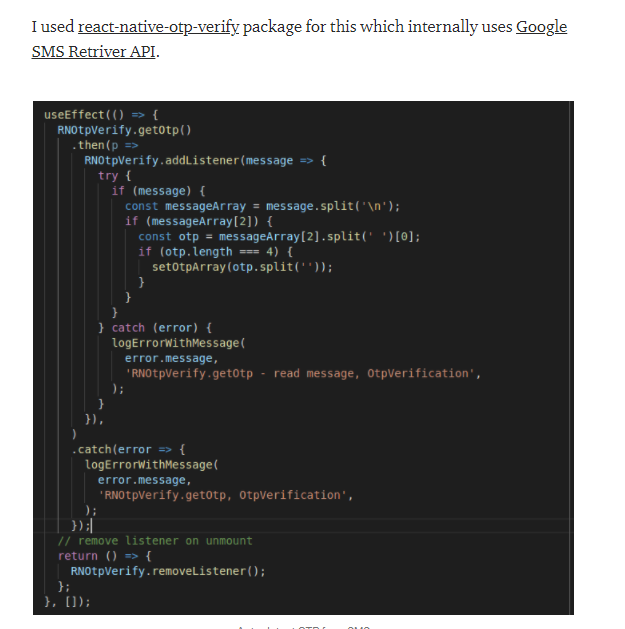 I used react-native-otp-verify package for this which internally uses Google
SMS Retriver API.
useEffect(() => {
RNOtpVerify.getOtp()
.then(p =>
RNOtpVerify.addListener(message => {
try {
if (message) {
const messageArray = message.split('\n');
if (messageArray[2]) {
const otp = messageArray[2].split(' ')[0];
if (otp.length === 4) {
setOtpArray(otp.split(''));
}
}
}
} catch (error) {
logErrorWithMessage(
error.message,
'RNOtpVerify.getOtp - read message, OtpVerification',
);
}
}),
)
.catch(error => {
logErrorWithMessage(
error.message,
'RNOtpVerify.getOtp, OtpVerification',
);
});
// remove listener on unmount
return () => {
RNOtpVerify.removeListener();
};
}, []);